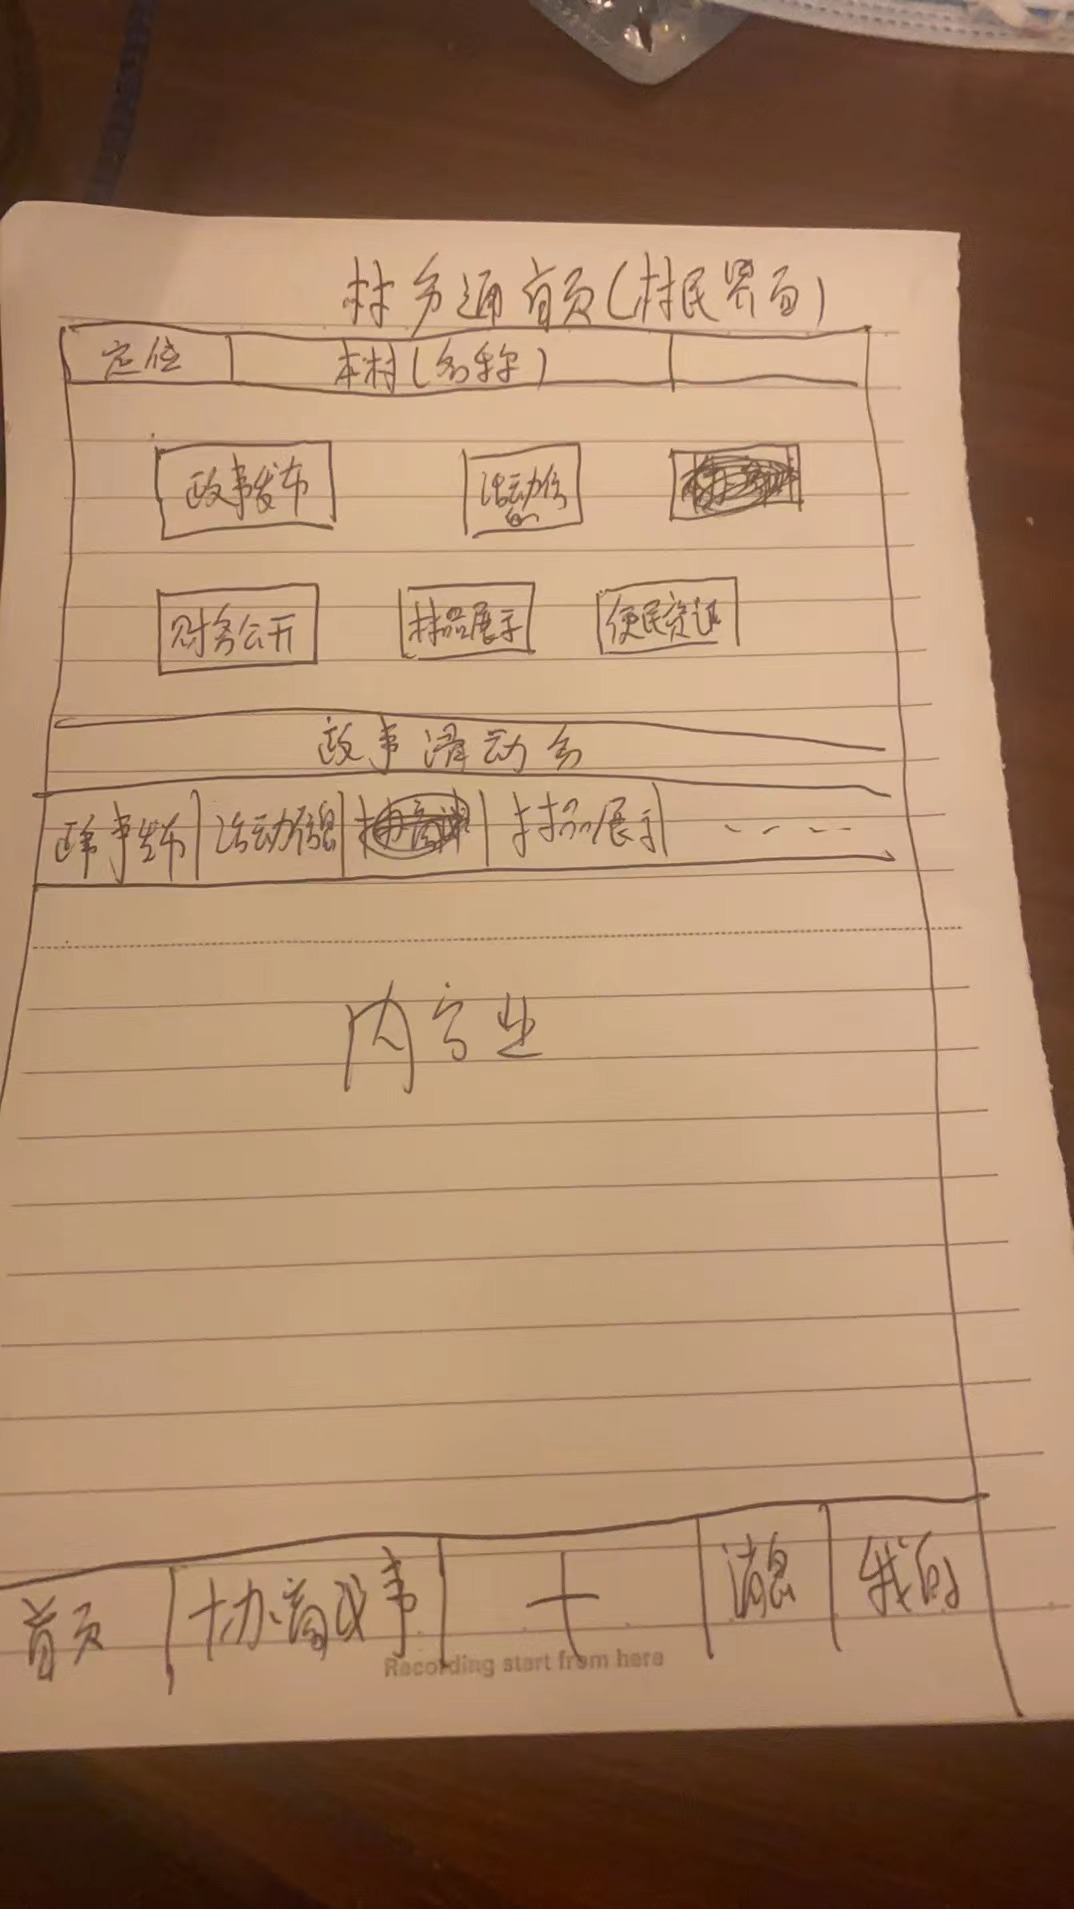 村乡通首页(村民界面)
定位 本村(名称)
政事发布 活动信息
财务公开 村品展示 便民资讯
政事滑动
政事发布 活动信息 村品展示 ....
内容
首页 协商政事 + 消息 我的
Recording start from here